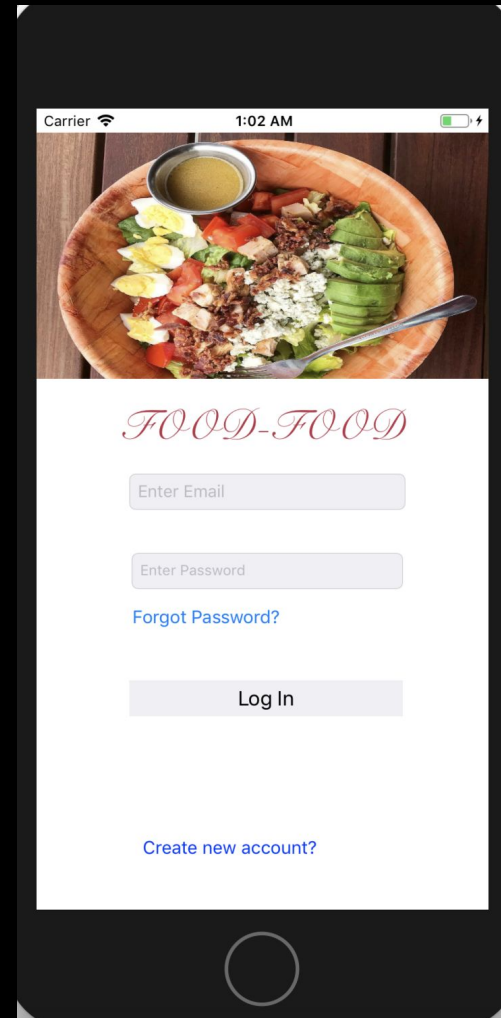 Carrier 1:02 AM
FOOD-FOOD
Enter Email
Enter Password
Forgot Password?
Log In
Create new account?